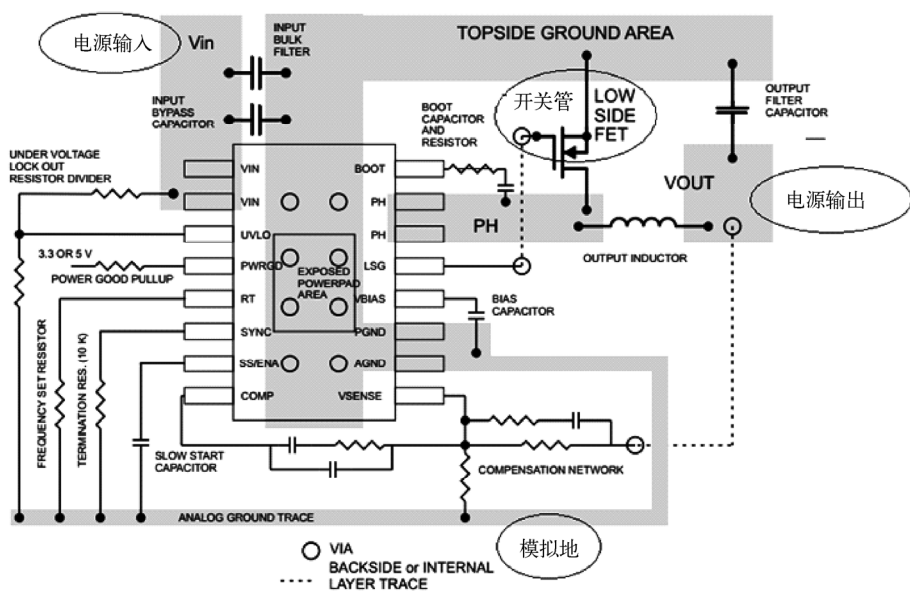 电源输入
Vin
INPUT
BULK
FILTER
TOPSIDE GROUND AREA
INPUT
BYPASS
CAPACITOR
BOOT
CAPACITOR
AND
RESISTOR
开关管
LOW
SIDE
FET
OUTPUT
FILTER
CAPACITOR
UNDER VOLTAGE
LOCK OUT
RESISTOR DIVIDER
VIN
BOOT
VIN
PH
PH
VOUT
电源输出
UVLO
PH
OUTPUT INDUCTOR
3.3 OR 5 V
POWER GOOD PULLUP
PWRGD
LSG
EXPOSED
POWERPAD
AREA
RT
VBIAS
BIAS
CAPACITOR
SYNC
PGND
SS/ENA
AGND
COMP
VSENSE
FREQUENCY SET RESISTOR
TERMINATION RES. (10 K)
SLOW START
CAPACITOR
COMPENSATION NETWORK
ANALOG GROUND TRACE
模拟地
VIA
BACKSIDE or INTERNAL
LAYER TRACE